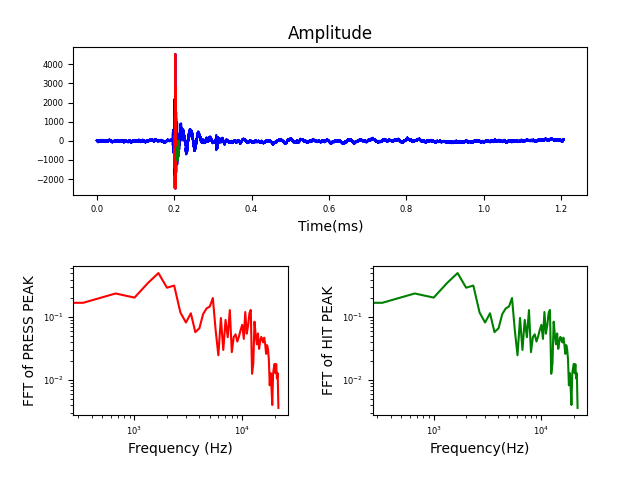 Amplitude
4000
3000
2000
1000
0
−1000
−2000
0.0 0.2 0.4 0.6 0.8 1.0 1.2
Time(ms)
FFT of PRESS PEAK
10⁻¹
10⁻²
10³ 10⁴
Frequency (Hz)
FFT of HIT PEAK
10⁻¹
10⁻²
10³ 10⁴
Frequency(Hz)